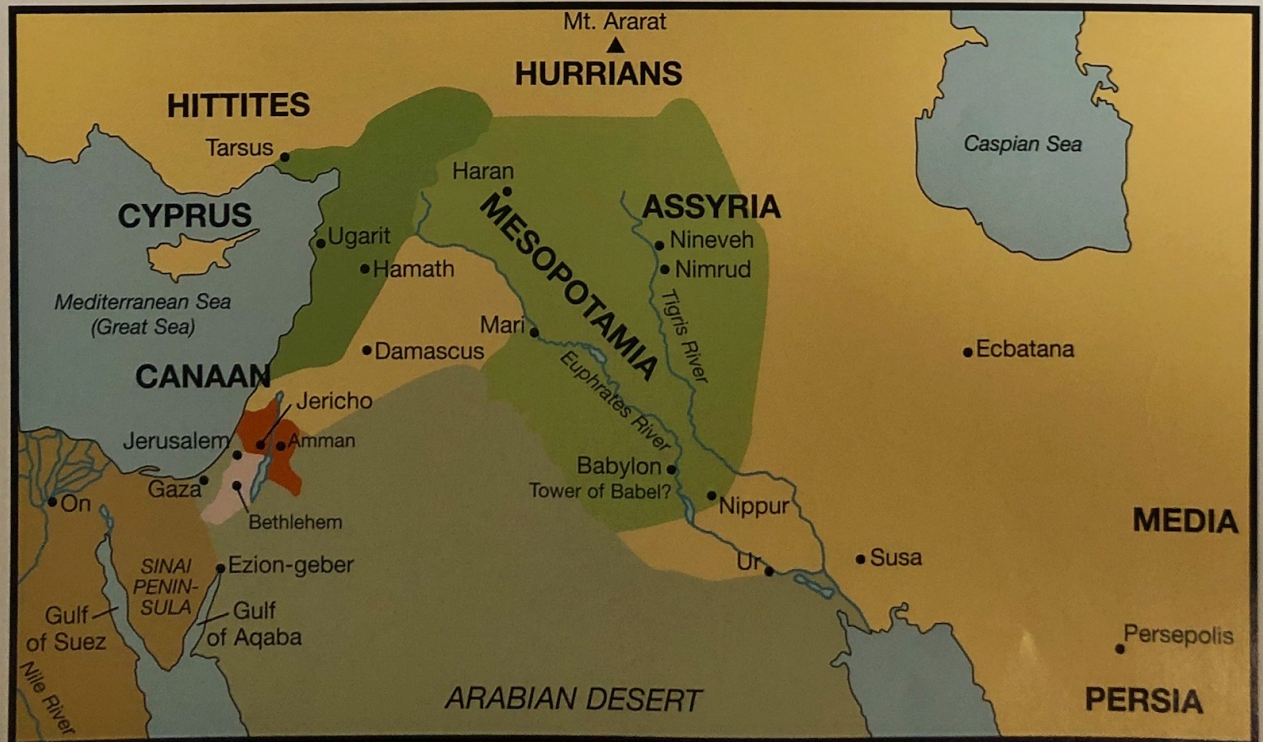 Mt. Ararat
HURRIANS
HITTITES
Tarsus
Caspian Sea
Haran
CYPRUS
ASSYRIA
MESOPOTAMIA
Ugarit
Nineveh
Hamath
Nimrud
Mediterranean Sea
(Great Sea)
Tigris River
Mari
Damascus
Ecbatana
CANAAN
Euphrates River
Jericho
Jerusalem
Amman
Babylon
Tower of Babel?
Gaza
On
Nippur
Bethlehem
MEDIA
Ur
Susa
SINAI
PENIN-
SULA
Ezion-geber
Gulf
of Suez
Gulf
of Aqaba
Persepolis
Nile River
ARABIAN DESERT
PERSIA